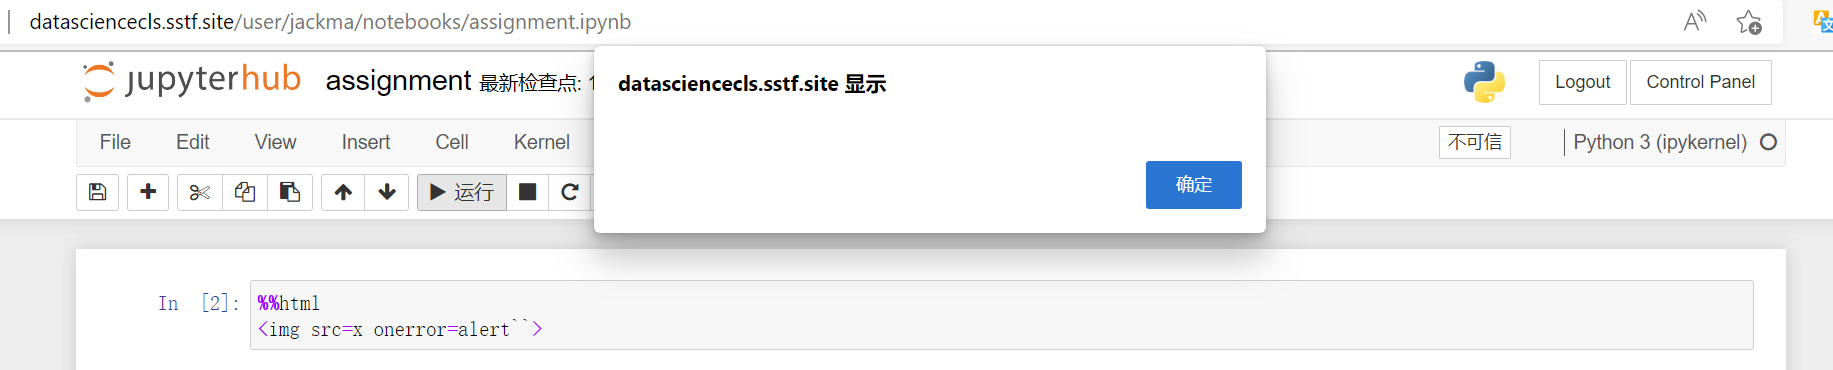 datasciencecls.sstf.site/user/jackma/notebooks/assignment.ipynb
jupyterhub assignment 最新检查点: 1
datasciencecls.sstf.site 显示
确定
Logout Control Panel
File Edit View Insert Cell Kernel
不可信 Python 3 (ipykernel)
运行
In [2]: %%html
<img src=x onerror=alert``>